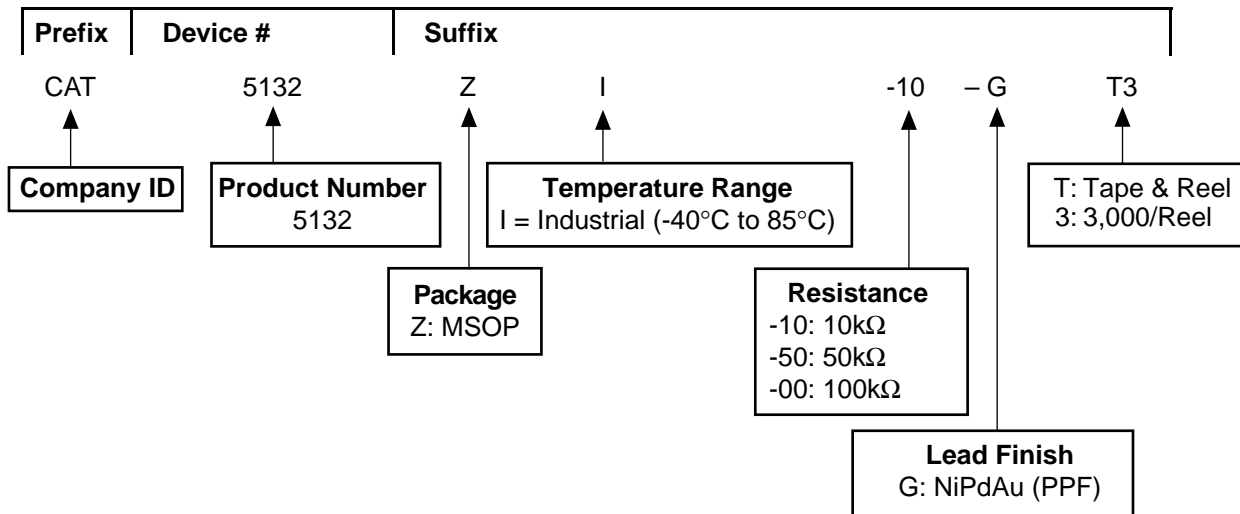 Prefix Device # Suffix
CAT 5132 Z I -10 – G T3
Company ID
Product Number
5132
Temperature Range
I = Industrial (-40°C to 85°C)
T: Tape & Reel
3: 3,000/Reel
Package
Z: MSOP
Resistance
-10: 10kΩ
-50: 50kΩ
-00: 100kΩ
Lead Finish
G: NiPdAu (PPF)